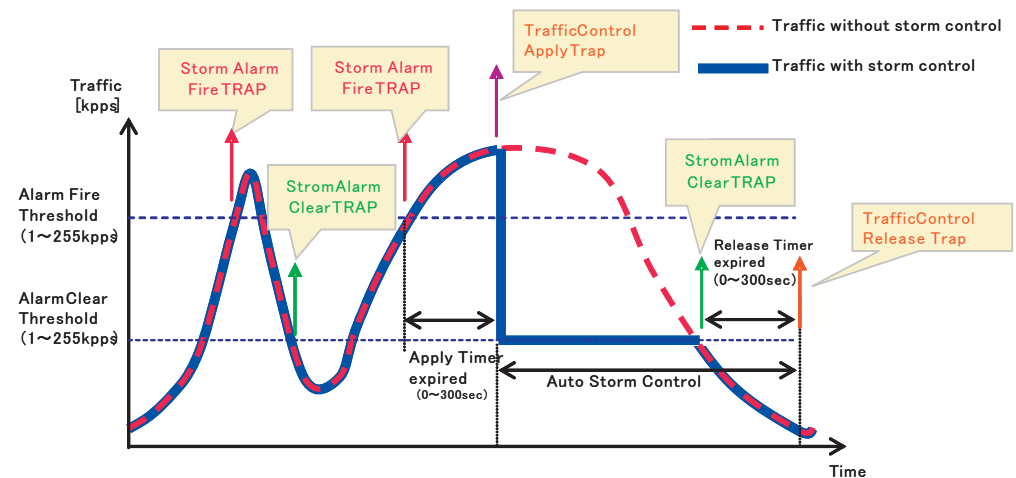 TrafficControl
ApplyTrap
Traffic without storm control
Traffic with storm control
Storm Alarm
FireTRAP
Storm Alarm
FireTRAP
Traffic
[kpps]
StromAlarm
ClearTRAP
StromAlarm
ClearTRAP
Alarm Fire
Threshold
(1～255kpps)
TrafficControl
Release Trap
Release Timer
expired
(0～300sec)
AlarmClear
Threshold
(1～255kpps)
Apply Timer
expired
(0～300sec)
Auto Storm Control
Time